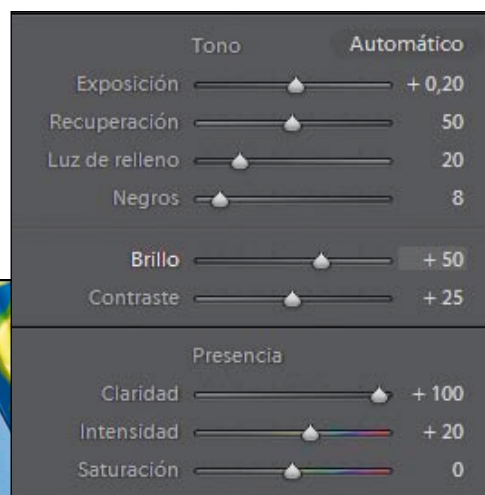 Tono Automático
Exposición + 0,20
Recuperación 50
Luz de relleno 20
Negros 8
Brillo + 50
Contraste + 25
Presencia
Claridad + 100
Intensidad + 20
Saturación 0